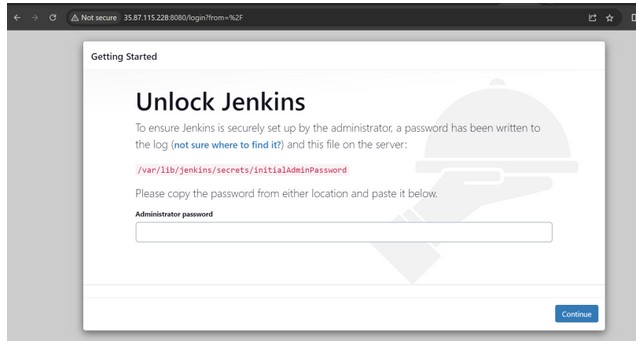 Not secure 35.87.115.228:8080/login?from=%2F
Getting Started
Unlock Jenkins
To ensure Jenkins is securely set up by the administrator, a password has been written to
the log (not sure where to find it?) and this file on the server:
/var/lib/jenkins/secrets/initialAdminPassword
Please copy the password from either location and paste it below.
Administrator password
Continue